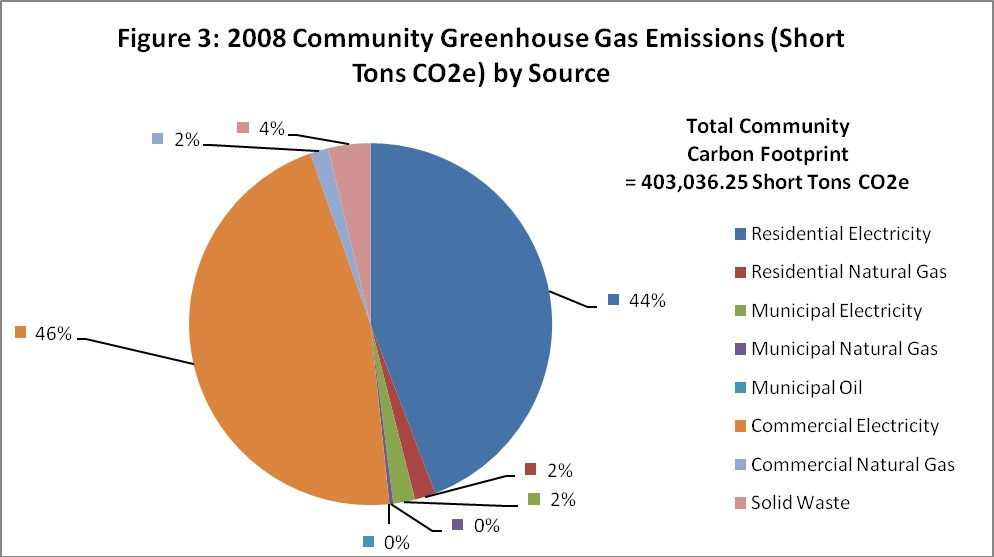 Figure 3: 2008 Community Greenhouse Gas Emissions (Short
Tons CO2e) by Source
Total Community
Carbon Footprint
= 403,036.25 Short Tons CO2e
4%
2%
44%
46%
2%
2%
0%
0%
Residential Electricity
Residential Natural Gas
Municipal Electricity
Municipal Natural Gas
Municipal Oil
Commercial Electricity
Commercial Natural Gas
Solid Waste